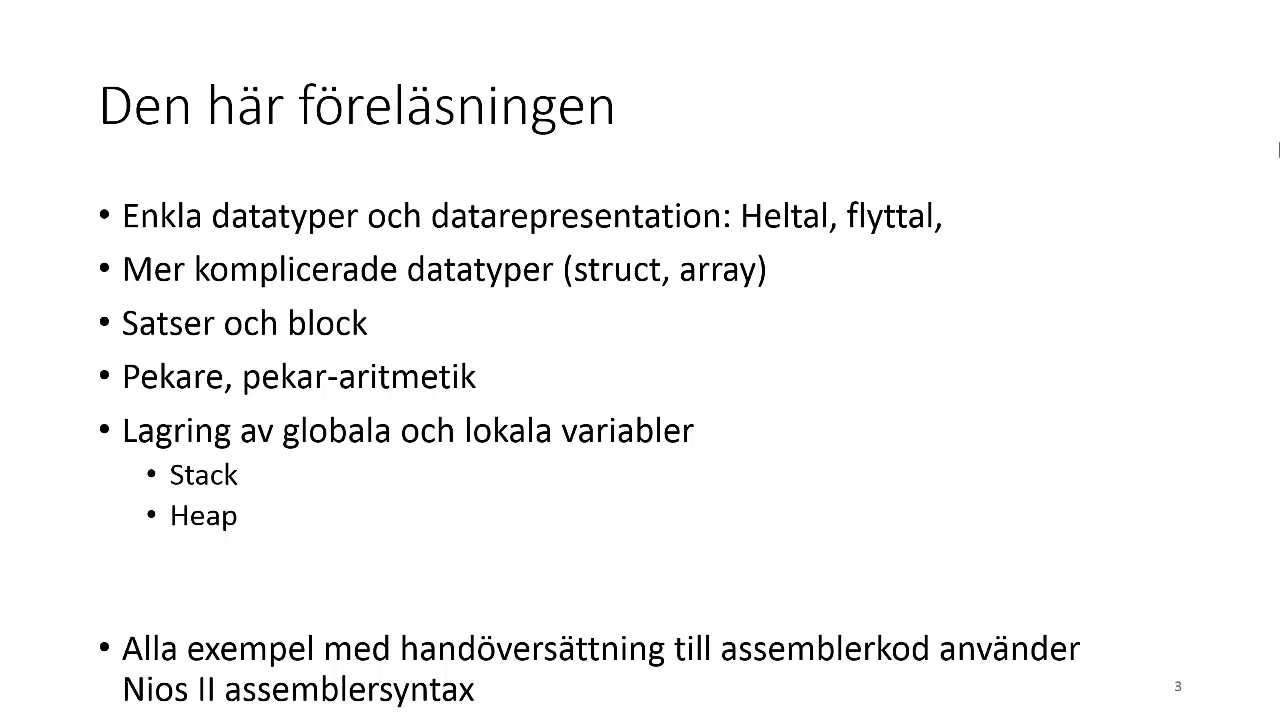 Den här föreläsningen
• Enkla datatyper och datarepresentation: Heltal, flyttal,
• Mer komplicerade datatyper (struct, array)
• Satser och block
• Pekare, pekar-aritmetik
• Lagring av globala och lokala variabler
• Stack
• Heap
• Alla exempel med handöversättning till assemblerkod använder
Nios II assemblersyntax
3